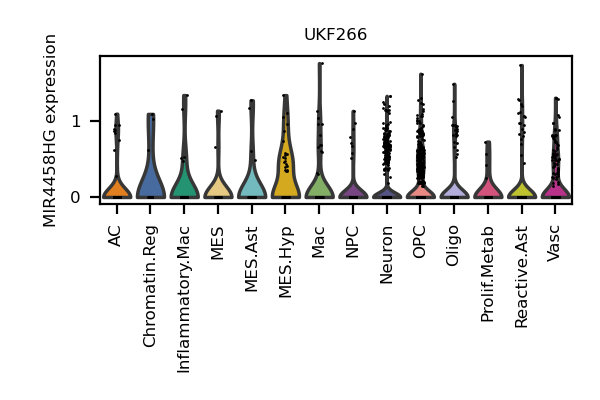 UKF266
MIR4458HG expression
1
0
AC
Chromatin.Reg
Inflammatory.Mac
MES
MES.Ast
MES.Hyp
Mac
NPC
Neuron
OPC
Oligo
Prolif.Metab
Reactive.Ast
Vasc